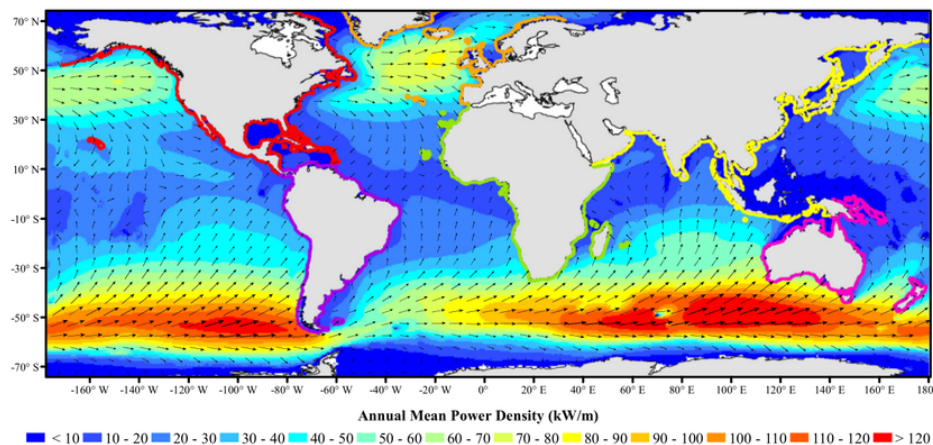 70° N
50° N
30° N
10° N
-10° S
-30° S
-50° S
-70° S
-160° W -140° W -120° W -100° W -80° W -60° W -40° W -20° W 0° E 20° E 40° E 60° E 80° E 100° E 120° E 140° E 160° E 180
Annual Mean Power Density (kW/m)
< 10 10 - 20 20 - 30 30 - 40 40 - 50 50 - 60 60 - 70 70 - 80 80 - 90 90 - 100 100 - 110 110 - 120 > 120